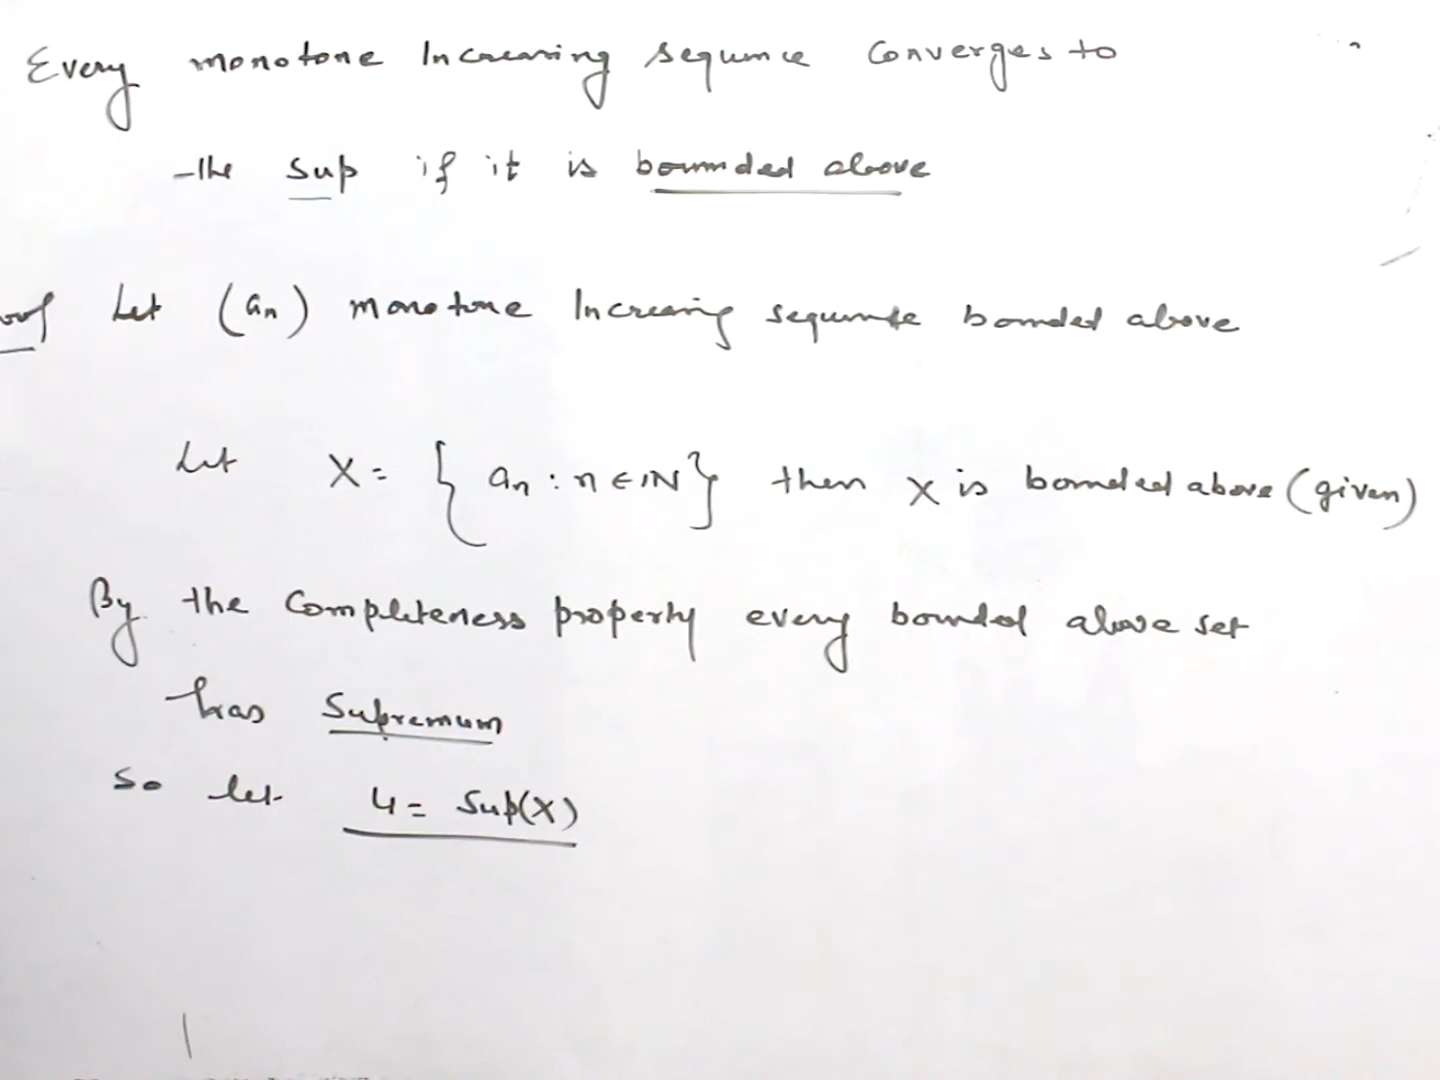 Every monotone Increasing sequence Converges to
the sup if it is bounded above
Let (aₙ) monotone Increasing sequence bounded above
Let X = { aₙ : n ∈ ℕ } then X is bounded above (given)
By the Completeness property every bounded above set
has Supremum
So let u = Sup(X)